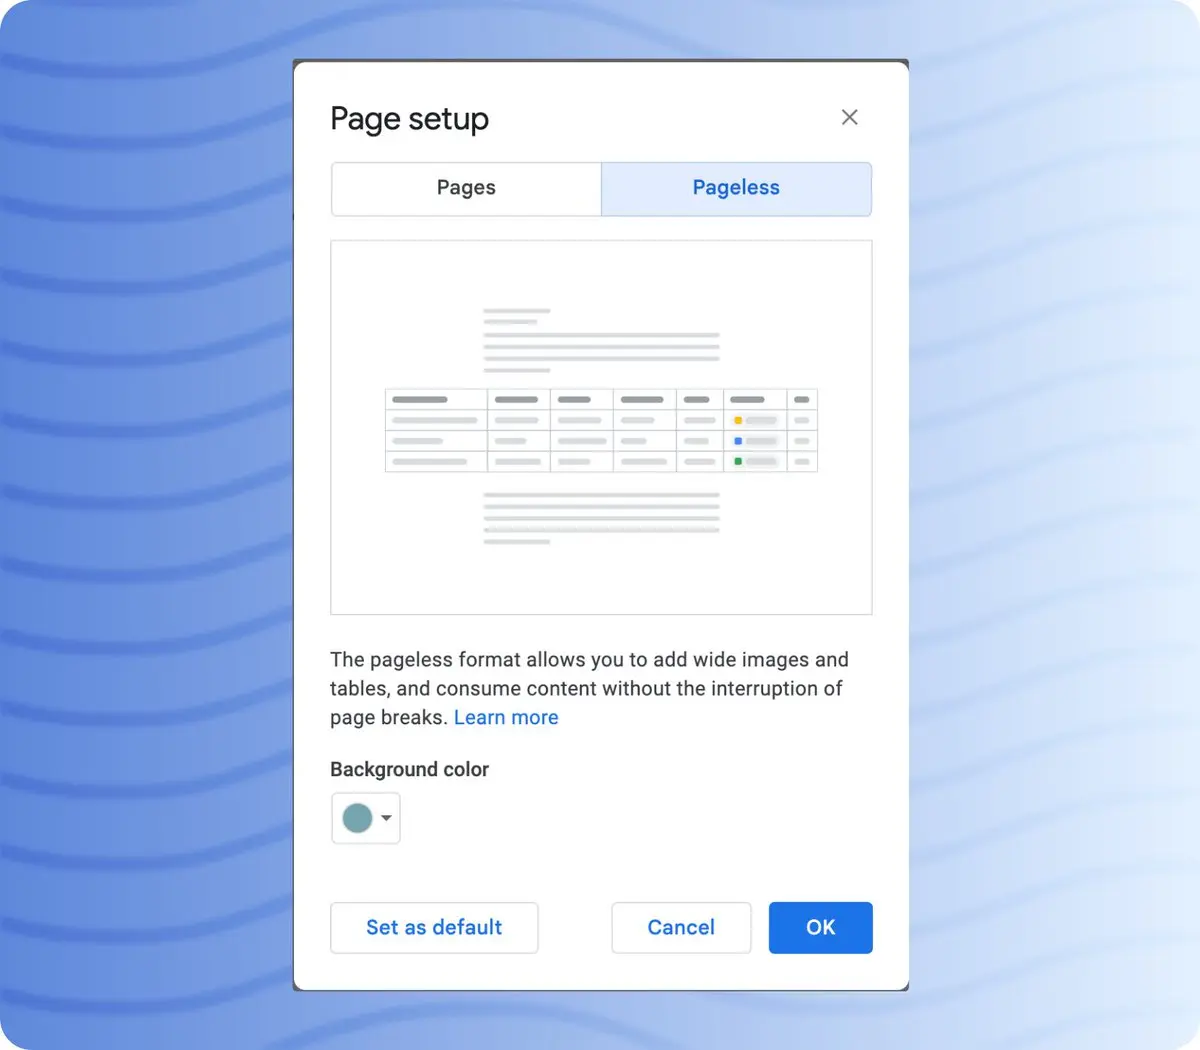 Page setup
Pages
Pageless
The pageless format allows you to add wide images and
tables, and consume content without the interruption of
page breaks. Learn more
Background color
Set as default
Cancel
OK